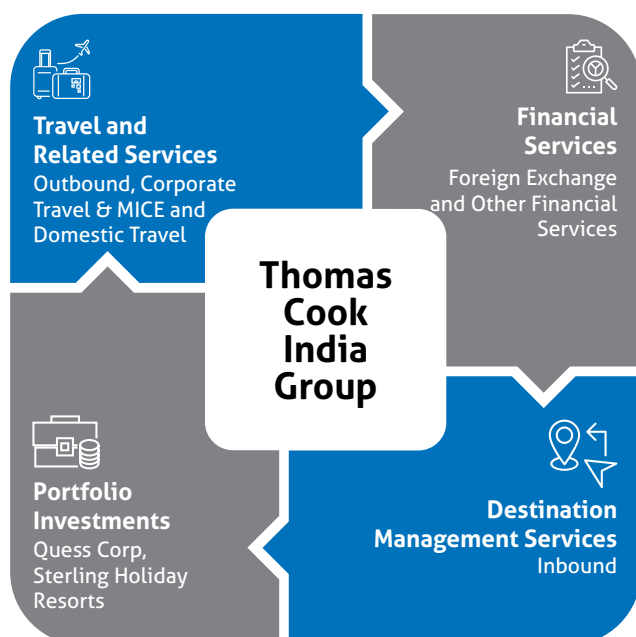 Travel and
Related Services
Outbound, Corporate
Travel & MICE and
Domestic Travel
Financial
Services
Foreign Exchange
and Other Financial
Services
Thomas
Cook
India
Group
Portfolio
Investments
Quess Corp,
Sterling Holiday
Resorts
Destination
Management Services
Inbound